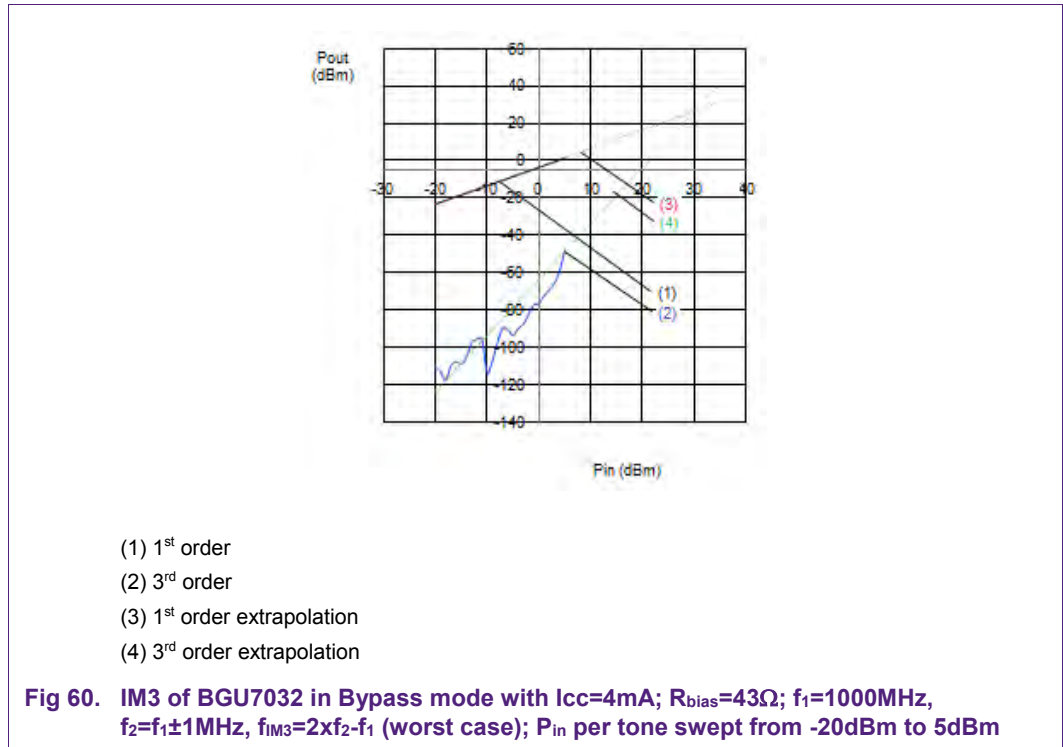 Pout
(dBm)
60
40
20
0
-30 -20 -10 0 10 20 30 40
-20
(3)
(4)
-40
-60
(1)
-80
(2)
-100
-120
-140
Pin (dBm)
(1) 1st order
(2) 3rd order
(3) 1st order extrapolation
(4) 3rd order extrapolation
Fig 60. IM3 of BGU7032 in Bypass mode with Icc=4mA; Rbias=43Ω; f1=1000MHz,
f2=f1±1MHz, fIM3=2xf2-f1 (worst case); Pin per tone swept from -20dBm to 5dBm